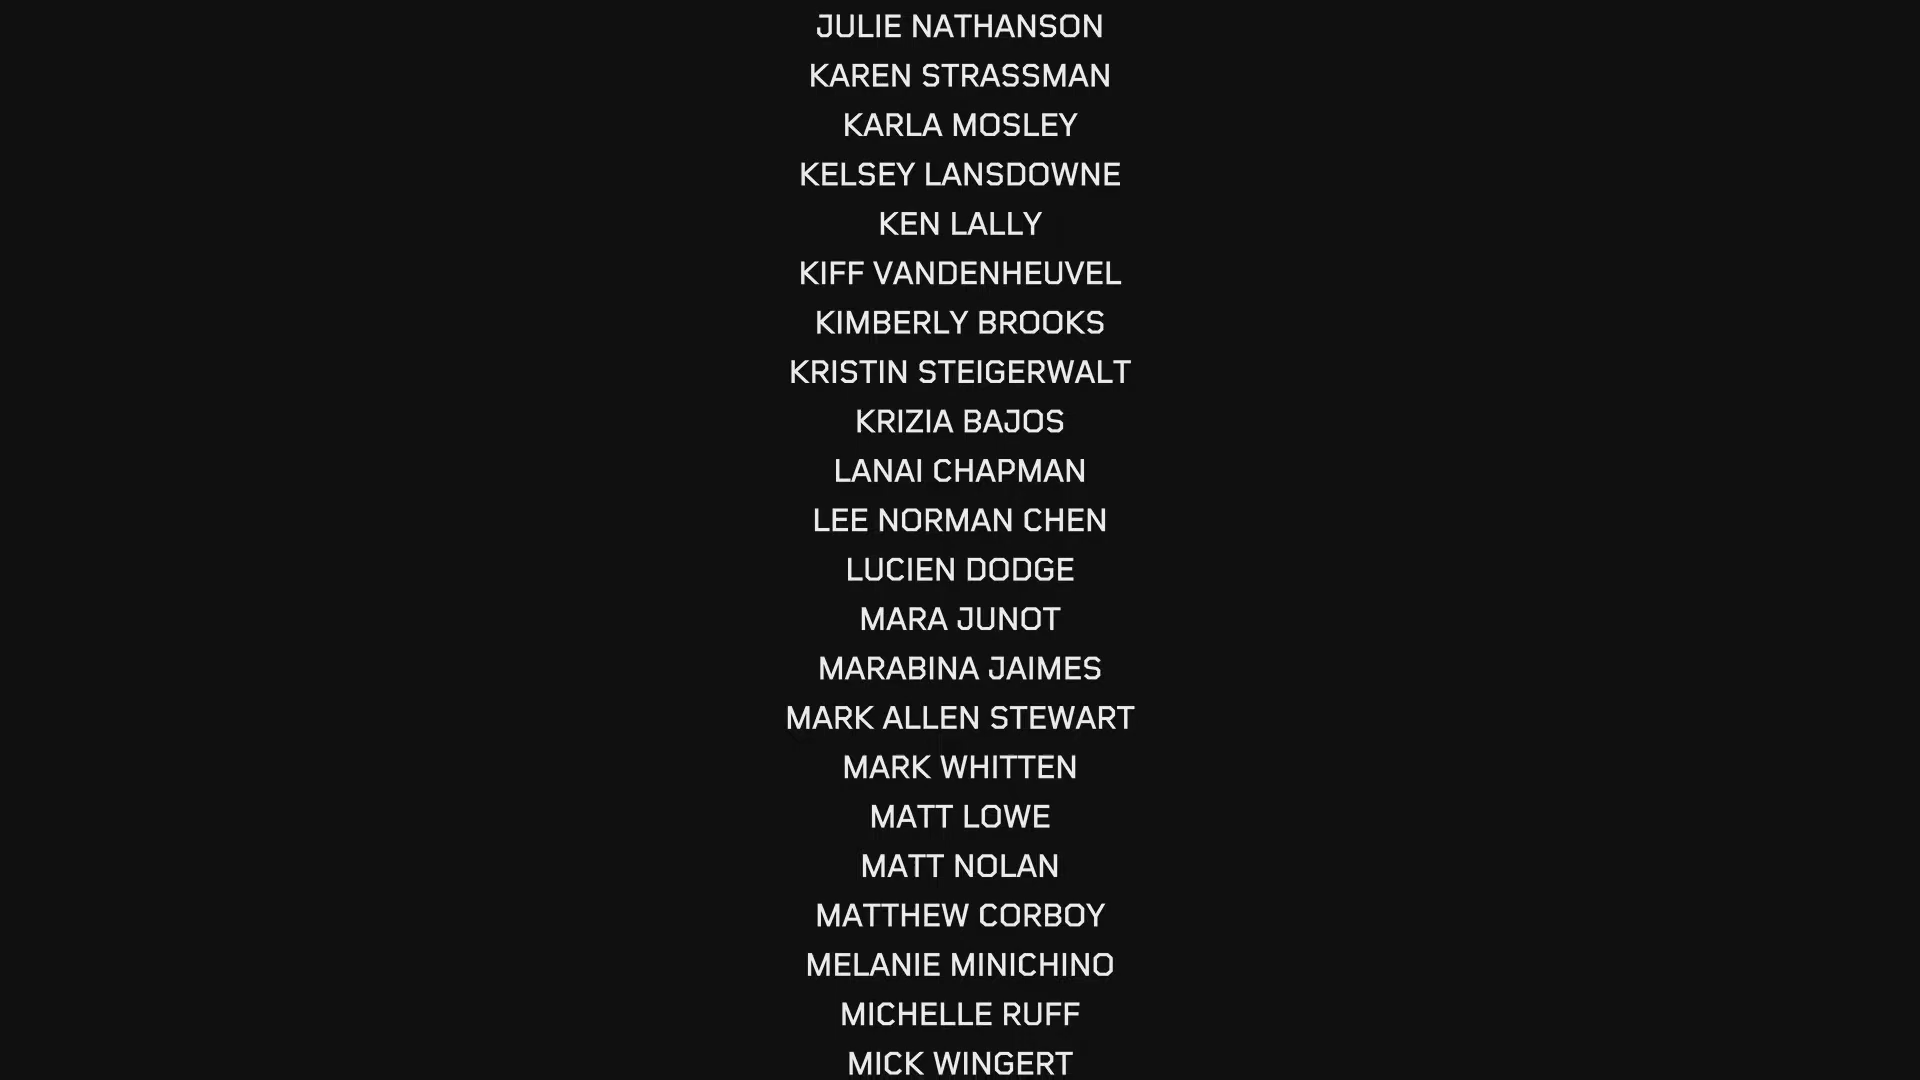 JULIE NATHANSON
KAREN STRASSMAN
KARLA MOSLEY
KELSEY LANSDOWNE
KEN LALLY
KIFF VANDENHEUVEL
KIMBERLY BROOKS
KRISTIN STEIGERWALT
KRIZIA BAJOS
LANAI CHAPMAN
LEE NORMAN CHEN
LUCIEN DODGE
MARA JUNOT
MARABINA JAIMES
MARK ALLEN STEWART
MARK WHITTEN
MATT LOWE
MATT NOLAN
MATTHEW CORBOY
MELANIE MINICHINO
MICHELLE RUFF
MICK WINGERT